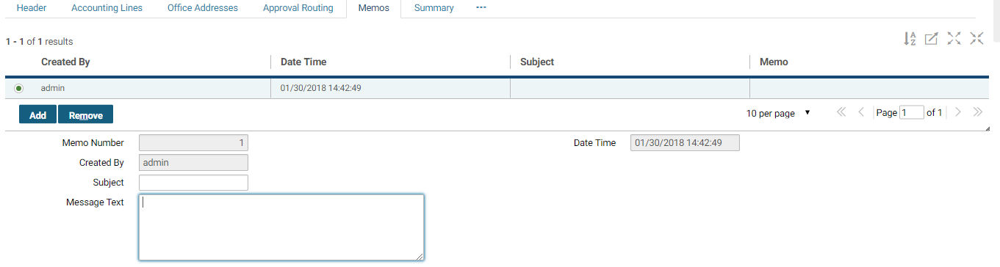 Header Accounting Lines Office Addresses Approval Routing Memos Summary ...
1 - 1 of 1 results
Created By Date Time Subject Memo
admin 01/30/2018 14:42:49
Add Remove 10 per page Page 1 of 1
Memo Number 1 Date Time 01/30/2018 14:42:49
Created By admin
Subject
Message Text